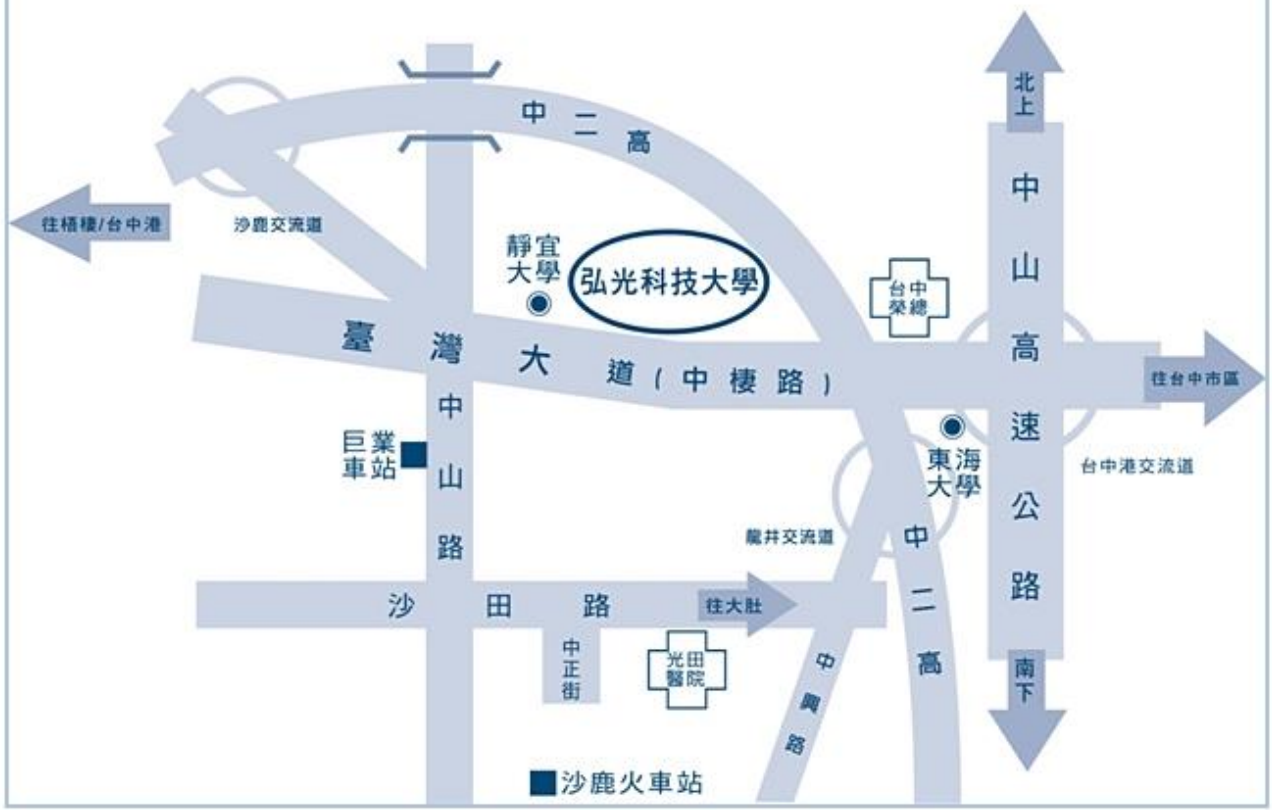 北上
中二高
中山高速公路
往梧棲/台中港
沙鹿交流道
靜宜
大學
弘光科技大學
台中
榮總
臺灣大道(中棲路)
往台中市區
中山路
巨業
車站
東海
大學
台中港交流道
龍井交流道
中二高
沙田路
往大肚
中正街
光田
醫院
中興路
南下
沙鹿火車站